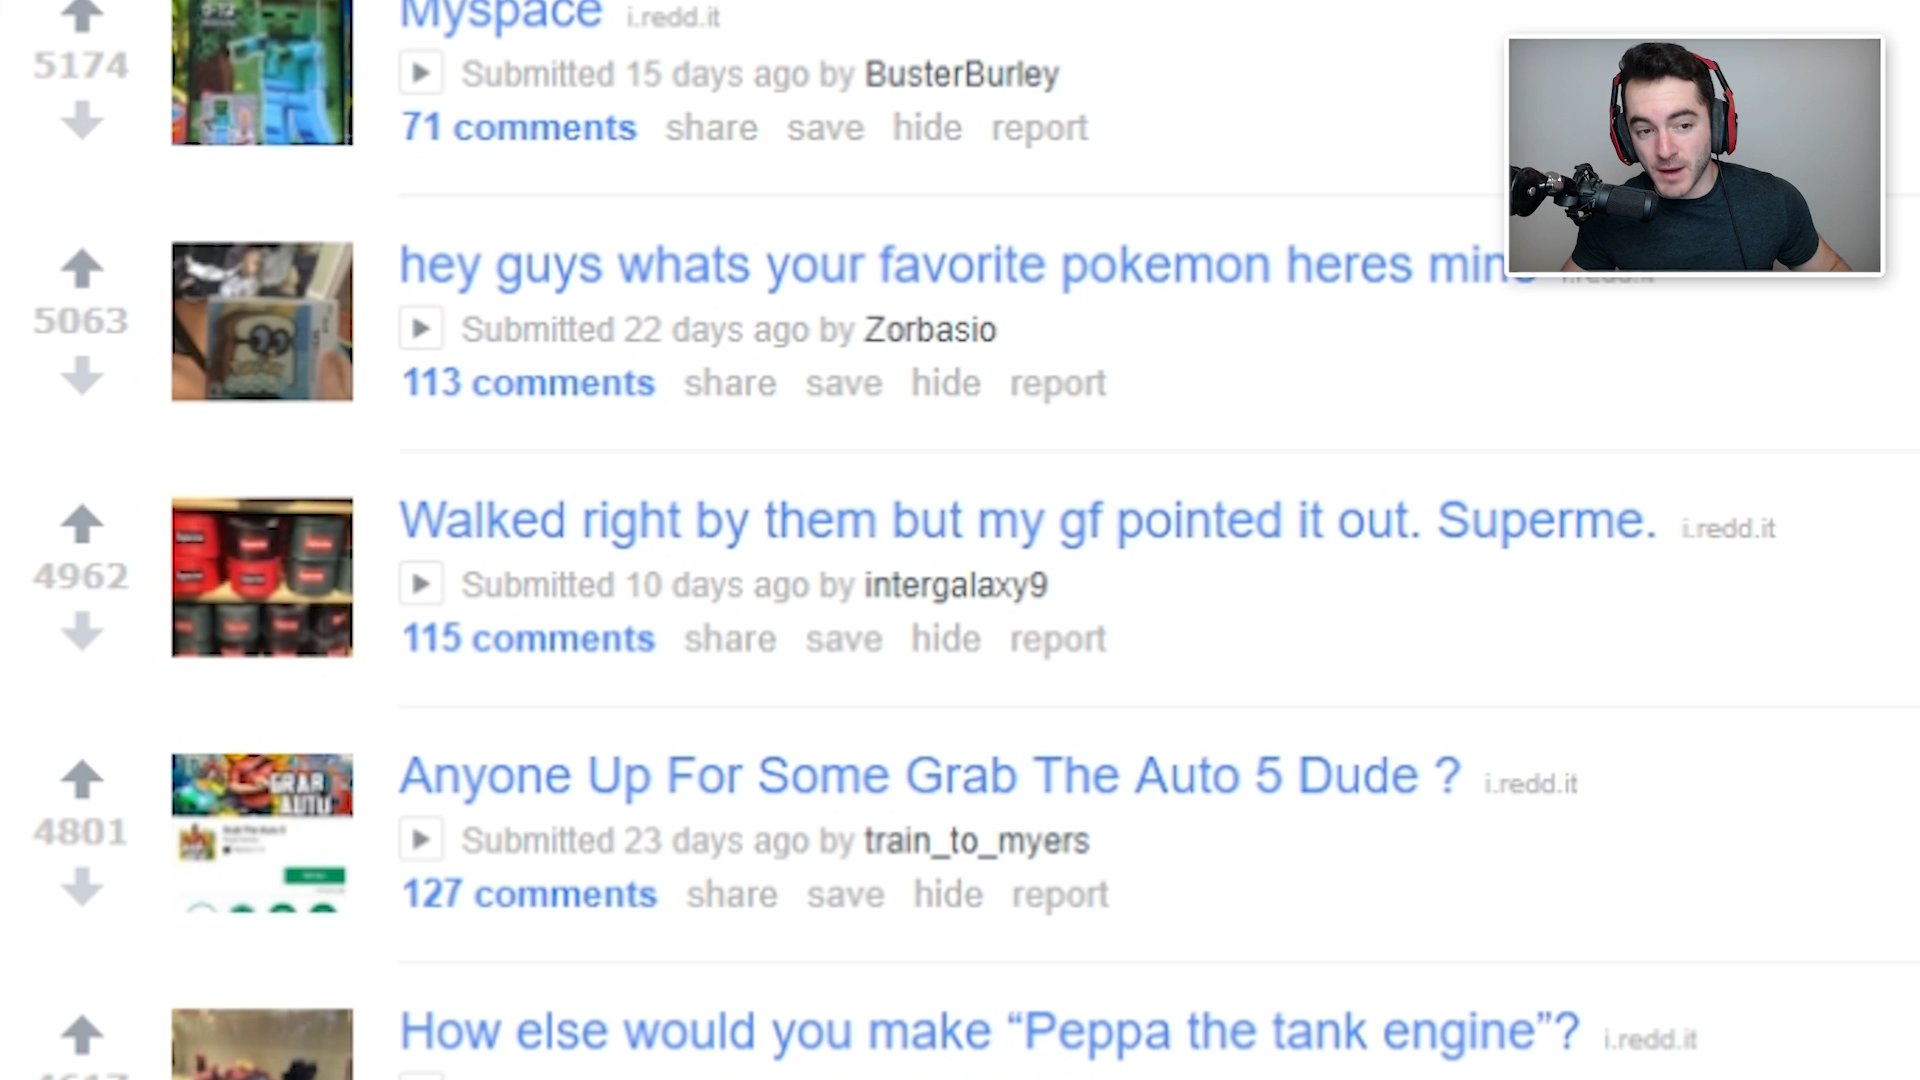 Myspace i.redd.it
5174
Submitted 15 days ago by BusterBurley
71 comments share save hide report
hey guys whats your favorite pokemon heres mine i.redd.it
5063
Submitted 22 days ago by Zorbasio
113 comments share save hide report
Walked right by them but my gf pointed it out. Superme. i.redd.it
4962
Submitted 10 days ago by intergalaxy9
115 comments share save hide report
Anyone Up For Some Grab The Auto 5 Dude ? i.redd.it
GRAB
AUTO
4801
Submitted 23 days ago by train_to_myers
127 comments share save hide report
How else would you make “Peppa the tank engine”? i.redd.it